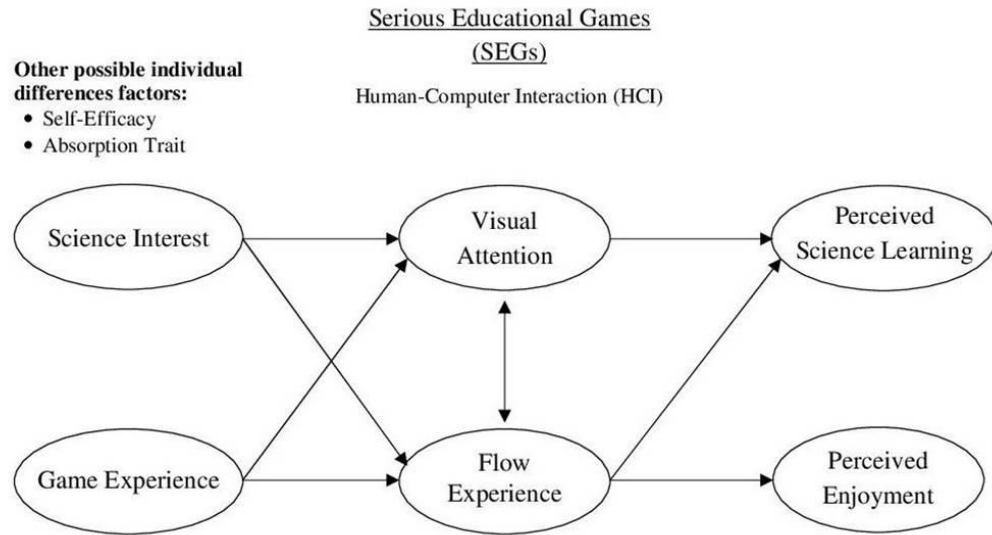 Serious Educational Games
(SEGs)
Human-Computer Interaction (HCI)
Other possible individual
differences factors:
• Self-Efficacy
• Absorption Trait
Science Interest
Visual
Attention
Perceived
Science Learning
Game Experience
Flow
Experience
Perceived
Enjoyment